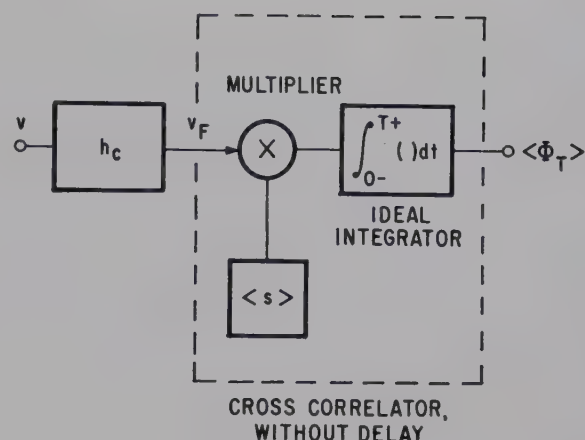 MULTIPLIER
v
h_c
v_F
X
∫ T+ 0- ( )dt
<Φ_T>
IDEAL
INTEGRATOR
<s>
CROSS CORRELATOR,
WITHOUT DELAY